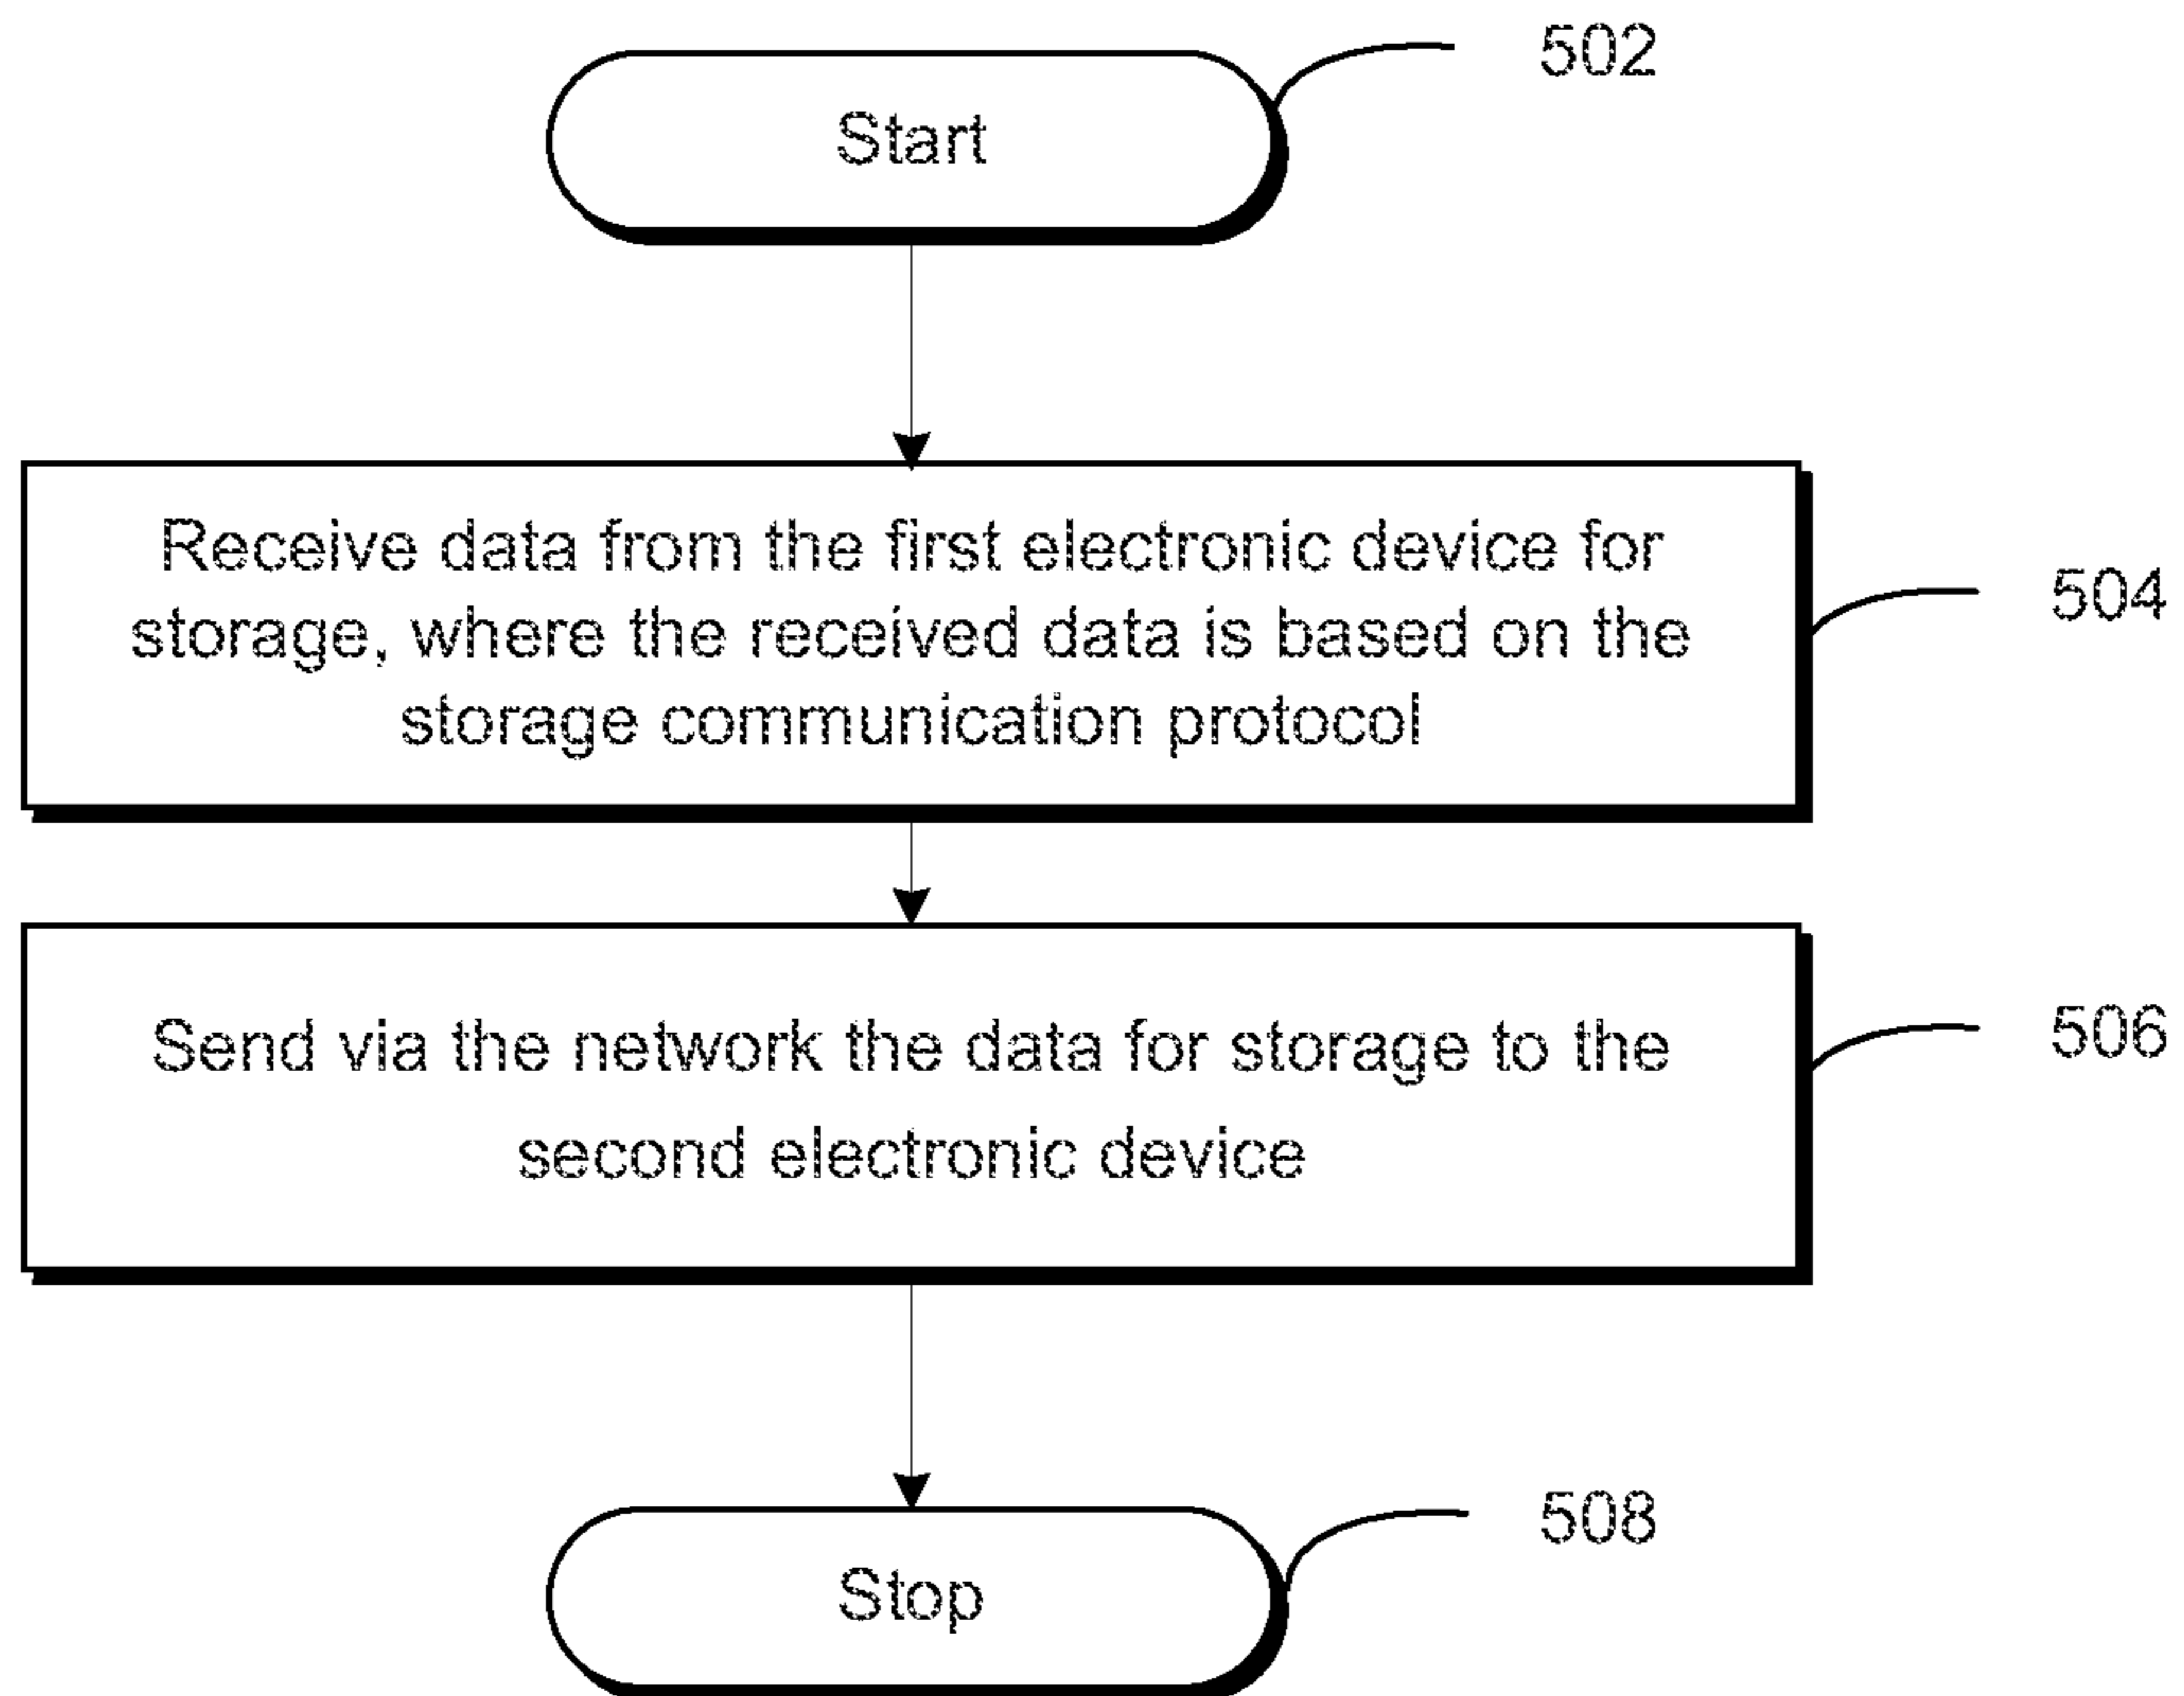 502
Start
Receive data from the first electronic device for
storage, where the received data is based on the
storage communication protocol
504
Send via the network the data for storage to the
second electronic device
506
508
Stop